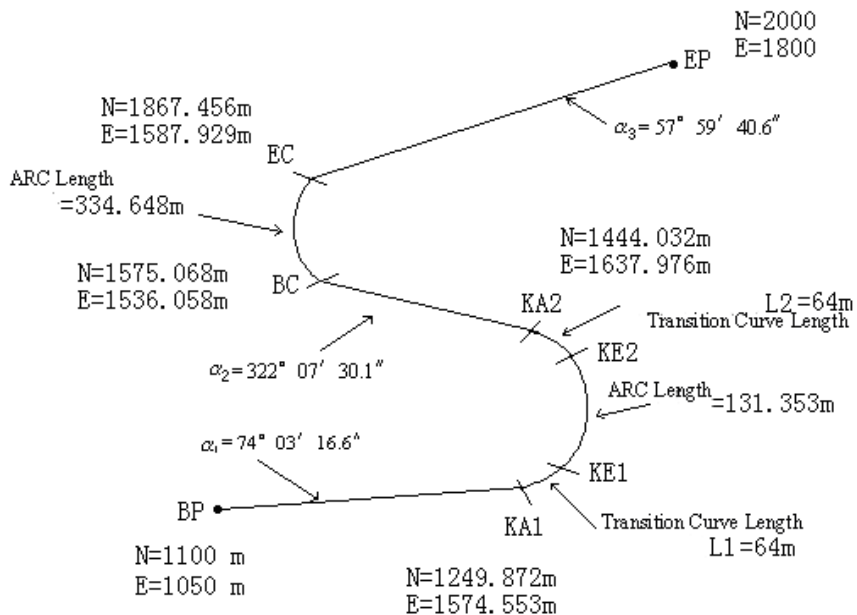 N=2000
E=1800
EP
α₃= 57° 59′ 40.6″
N=1867.456m
E=1587.929m
EC
ARC Length
=334.648m
N=1575.068m
E=1536.058m
BC
N=1444.032m
E=1637.976m
KA2
L2=64m
Transition Curve Length
KE2
α₂= 322° 07′ 30.1″
ARC Length
=131.353m
α₁= 74° 03′ 16.6″
KE1
BP
KA1
Transition Curve Length
L1=64m
N=1100 m
E=1050 m
N=1249.872m
E=1574.553m